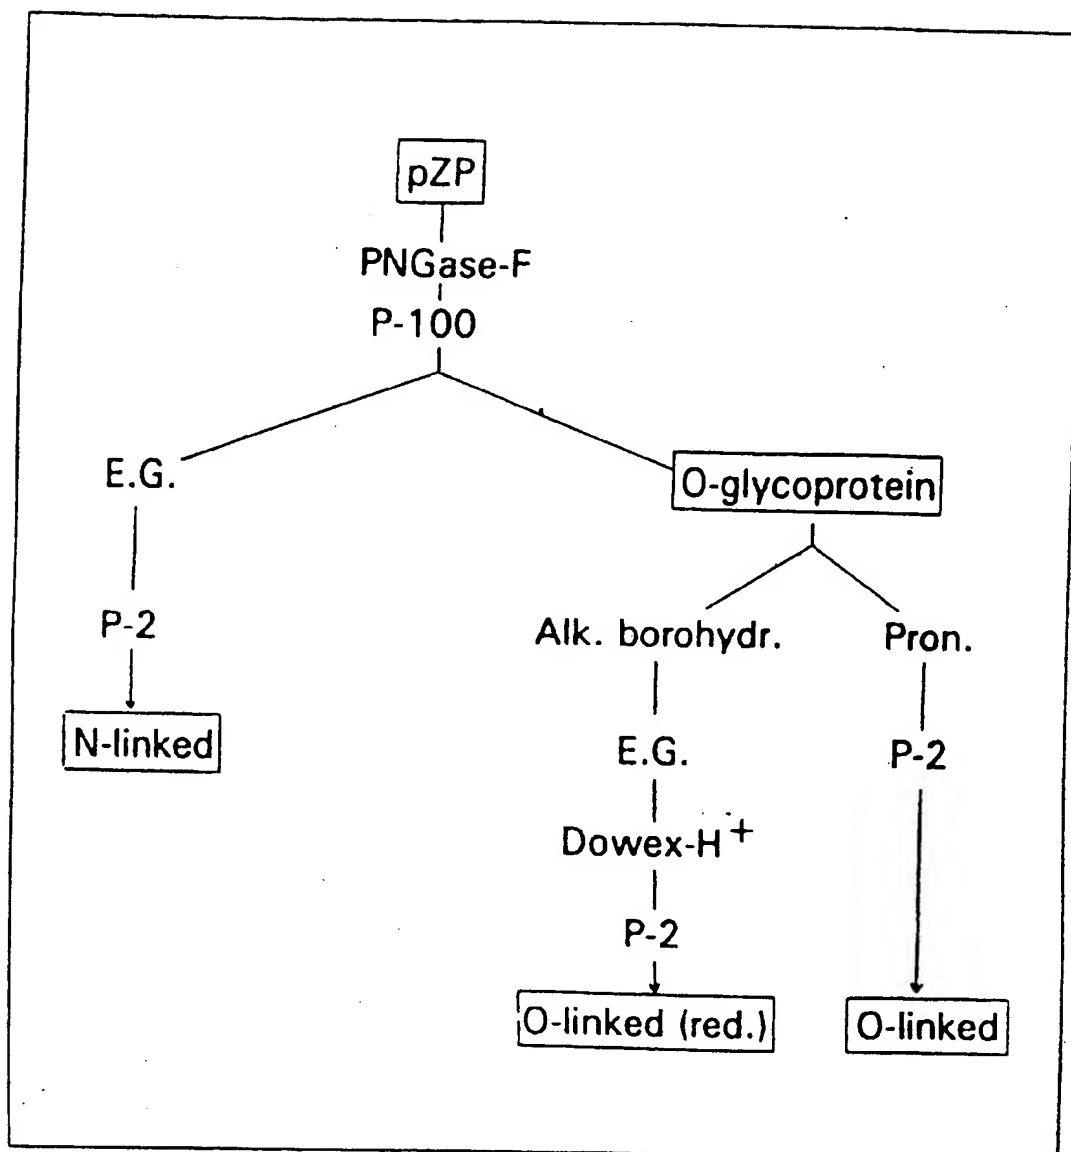 pZP
PNGase-F
P-100
E.G.
O-glycoprotein
P-2
Alk. borohydr.
Pron.
N-linked
E.G.
P-2
Dowex-H+
P-2
O-linked (red.)
O-linked